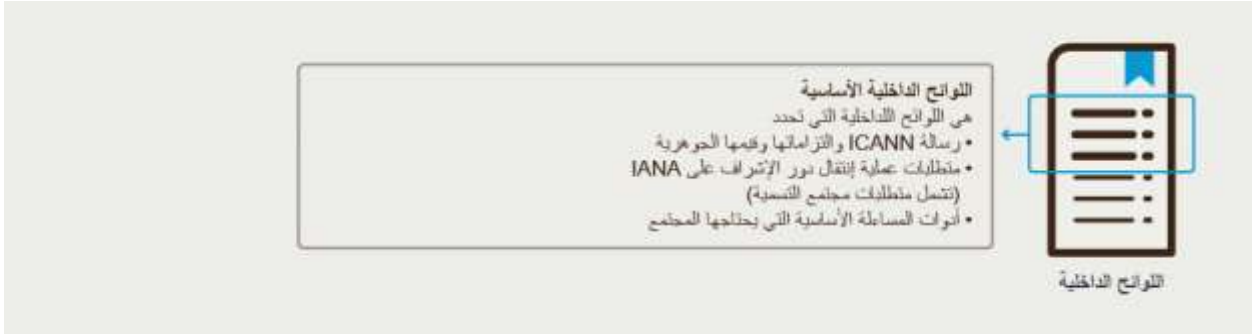 اللوائح الداخلية الأساسية
هي اللوائح اللداخلية التي تحدد
• رسالة ICANN والتزاماتها وقيمها الجوهرية
• متطلبات عملية إنتقال دور الإشراف على IANA
(تشمل متطلبات مجتمع التسمية)
• أدوات المساءلة الأساسية التي يحتاجها المجتمع
اللوائح الداخلية